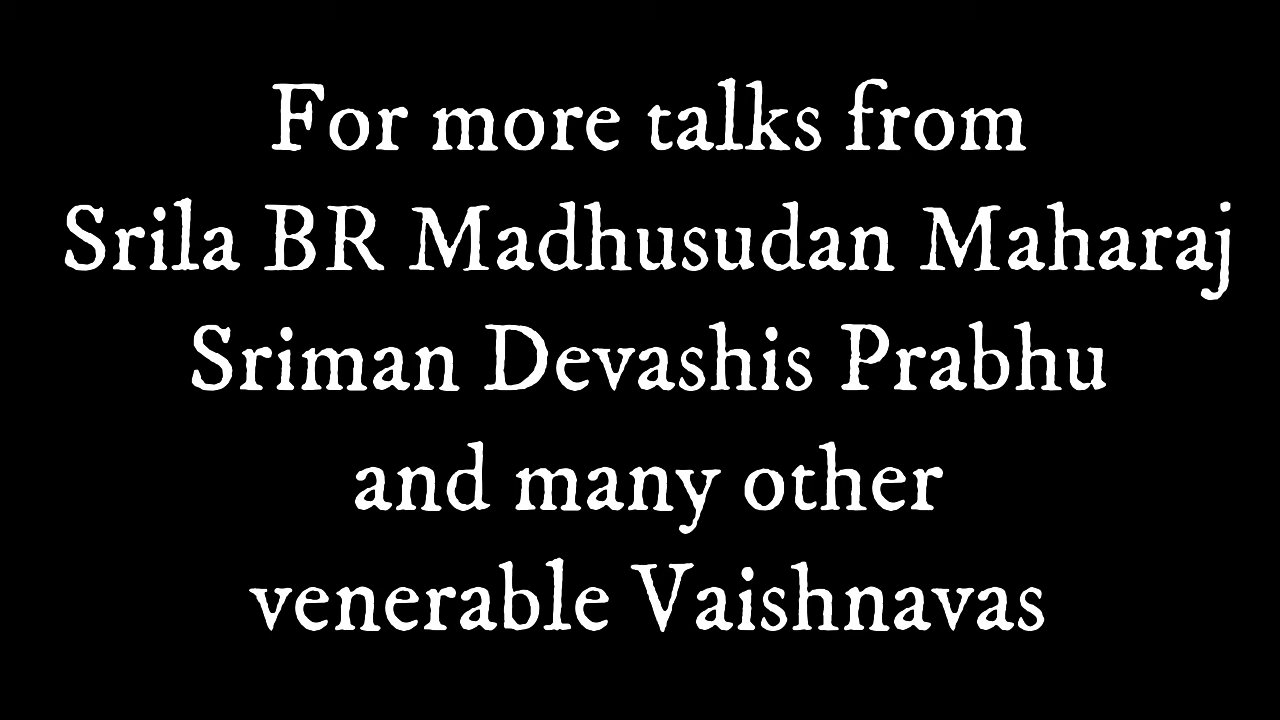 For more talks from
Srila BR Madhusudan Maharaj
Sriman Devashis Prabhu
and many other
venerable Vaishnavas